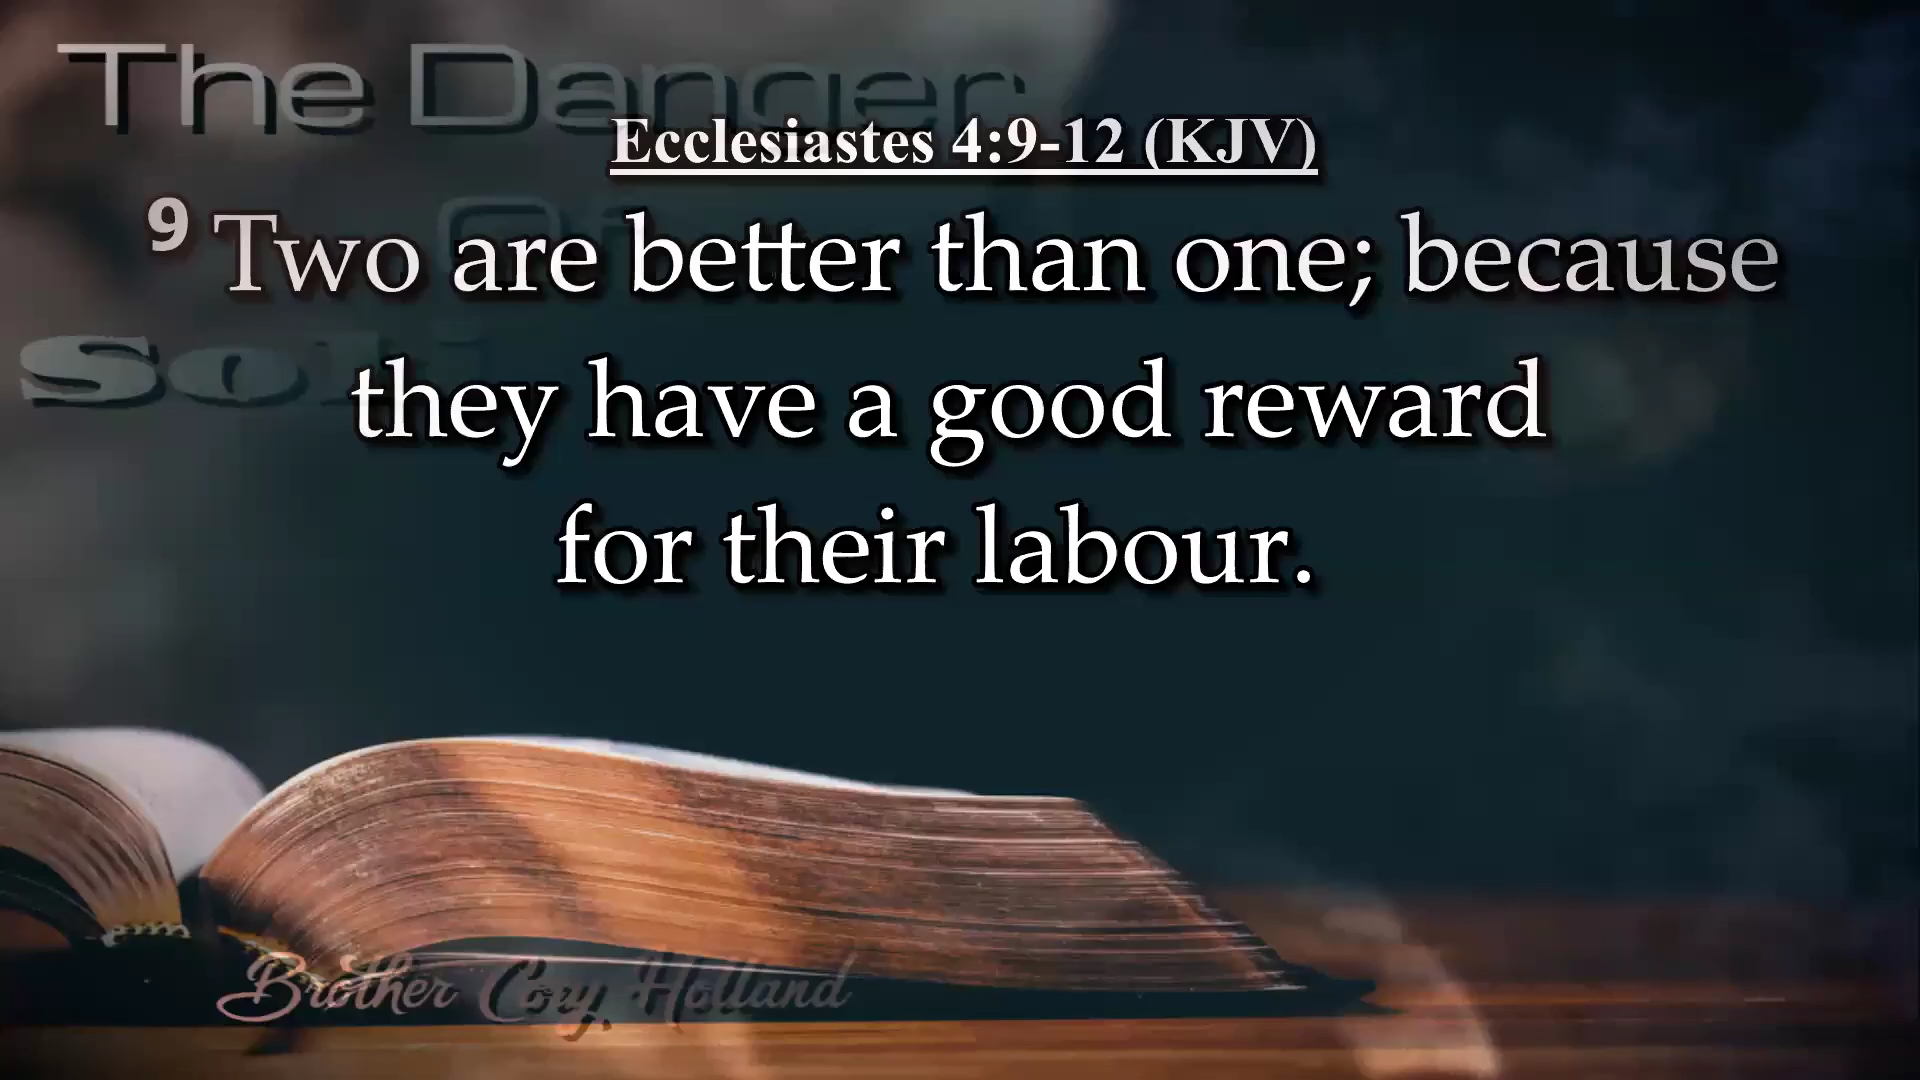 The Danger
Ecclesiastes 4:9-12 (KJV)
Of
9 Two are better than one; because
they have a good reward
for their labour.
Brother Cory Holland